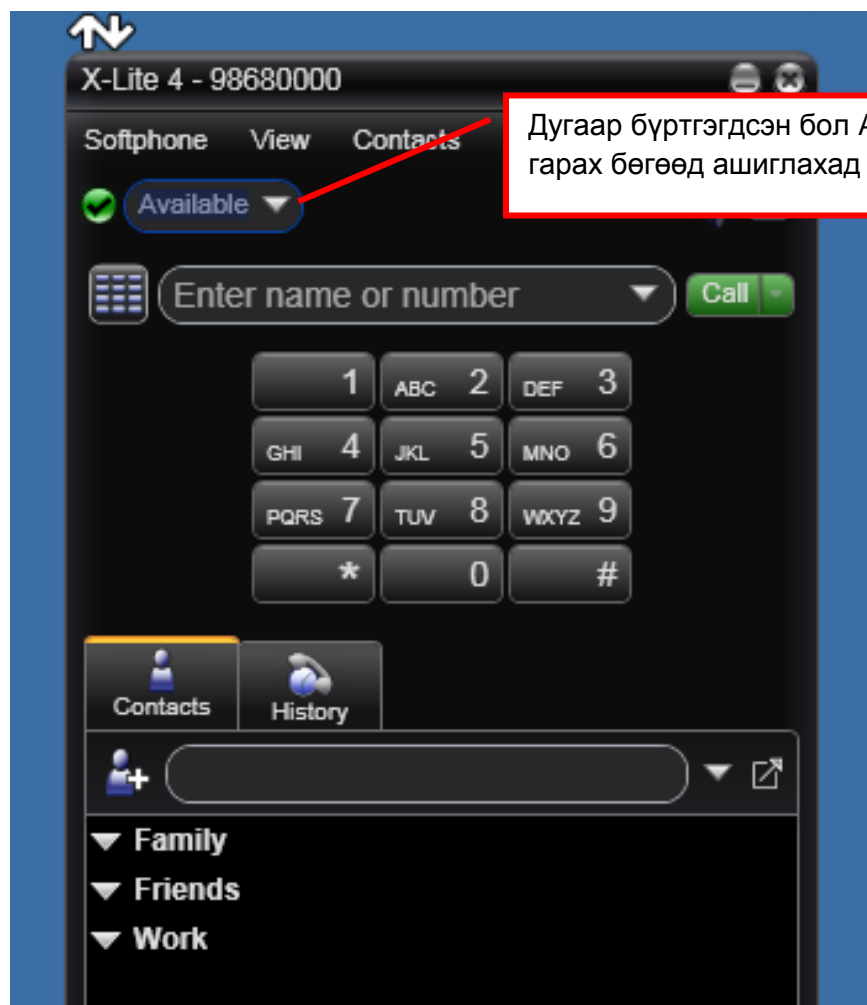 X-Lite 4 - 98680000
Softphone View Contacts
Дугаар бүртгэгдсэн бол
гарах бөгөөд ашиглахад
Available
Enter name or number
Call
1 ABC 2 DEF 3
GHI 4 JKL 5 MNO 6
PQRS 7 TUV 8 WXYZ 9
* 0 #
Contacts History
Family
Friends
Work